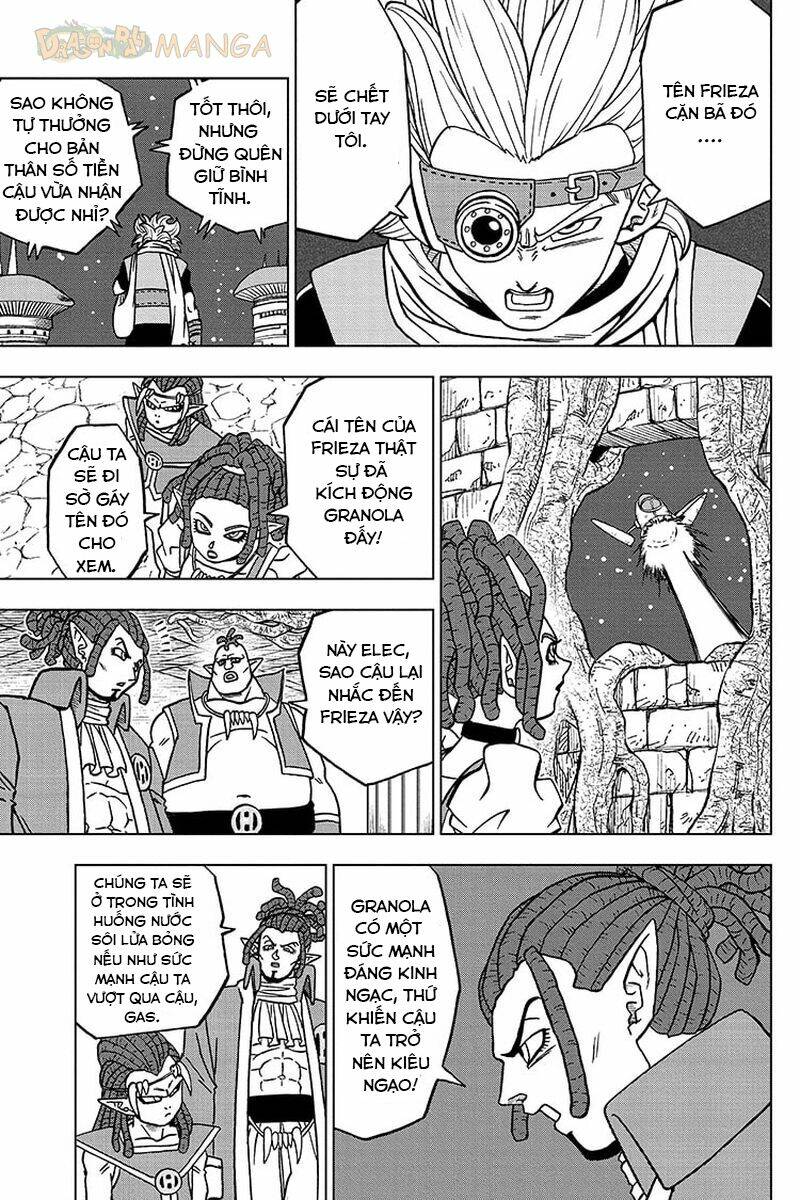 DRAGON BALL MANGA
TÊN FRIEZA
CẶN BÃ ĐÓ
....
SẼ CHẾT
DƯỚI TAY
TÔI.
TỐT THÔI,
NHƯNG
ĐỪNG QUÊN
GIỮ BÌNH
TĨNH.
SAO KHÔNG
TỰ THƯỞNG
CHO BẢN
THÂN SỐ TIỀN
CẬU VỪA NHẬN
ĐƯỢC NHỈ?
CÁI TÊN CỦA
FRIEZA THẬT
SỰ ĐÃ
KÍCH ĐỘNG
GRANOLA
ĐẤY!
CẬU TA
SẼ ĐI
SỜ GÁY
TÊN ĐÓ
CHO
XEM.
NÀY ELEC,
SAO CẬU LẠI
NHẮC ĐẾN
FRIEZA VẬY?
GRANOLA
CÓ MỘT
SỨC MẠNH
ĐÁNG KINH
NGẠC, THỨ
KHIẾN CẬU TA
TRỞ
NÊN KIÊU
NGẠO!
CHÚNG TA SẼ
Ở TRONG TÌNH
HUỐNG NƯỚC
SÔI LỬA BỎNG
NẾU NHƯ SỨC
MẠNH CẬU TA
VƯỢT QUA CẬU,
GAS.